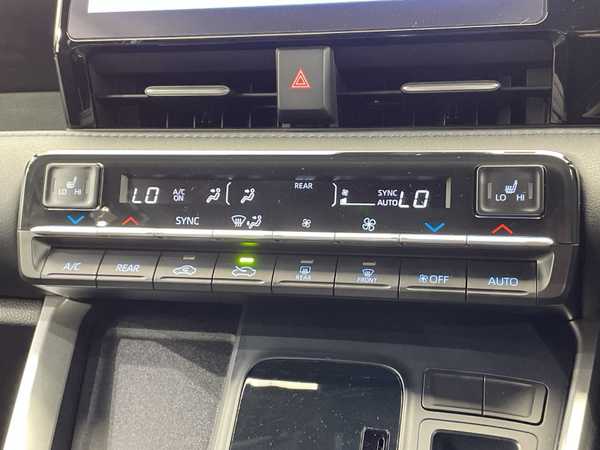 REAR
LO A/C ON SYNC AUTO LO
LO HI
LO HI
SYNC
A/C REAR REAR FRONT OFF AUTO